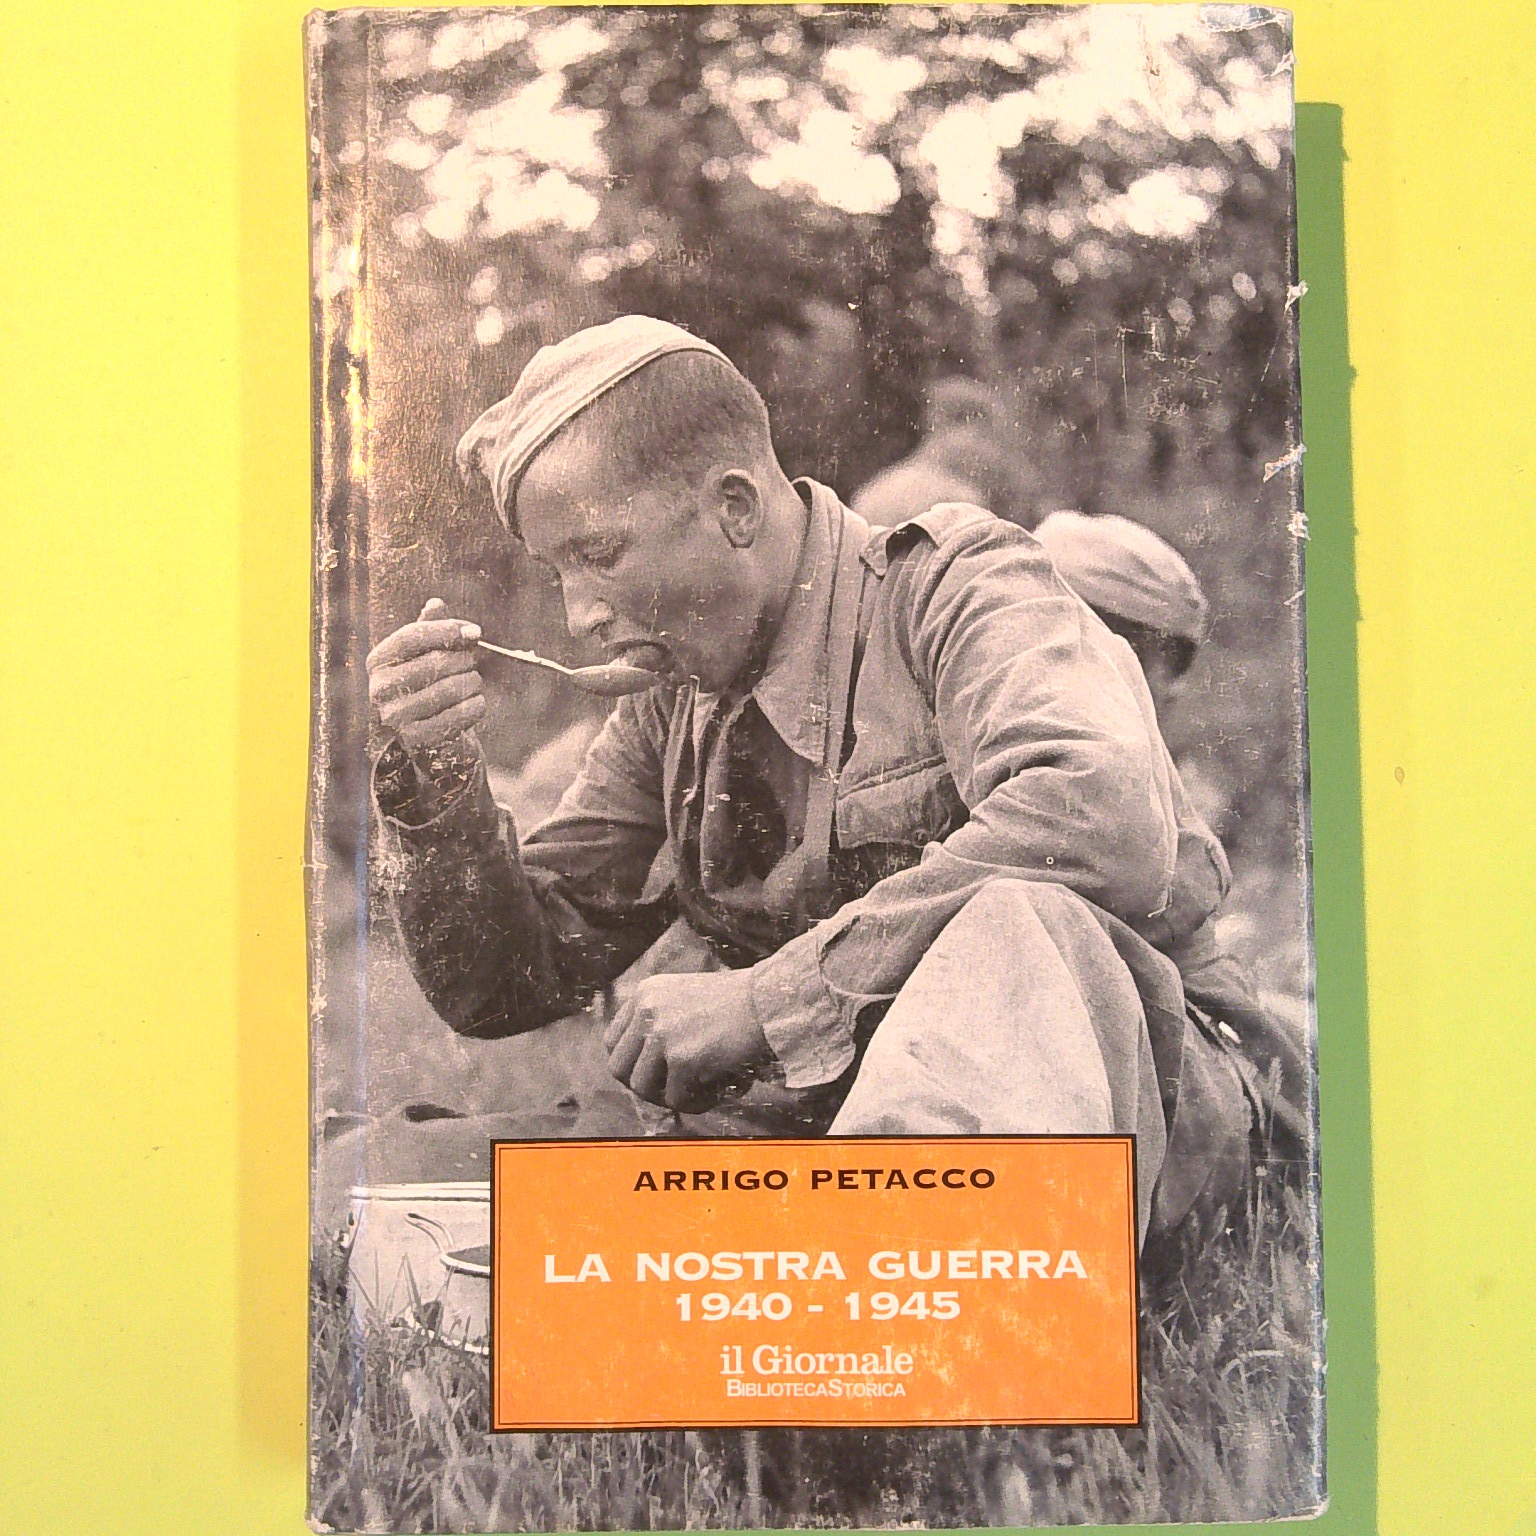 ARRIGO PETACCO
LA NOSTRA GUERRA
1940 - 1945
il Giornale
BIBLIOTECASTORICA